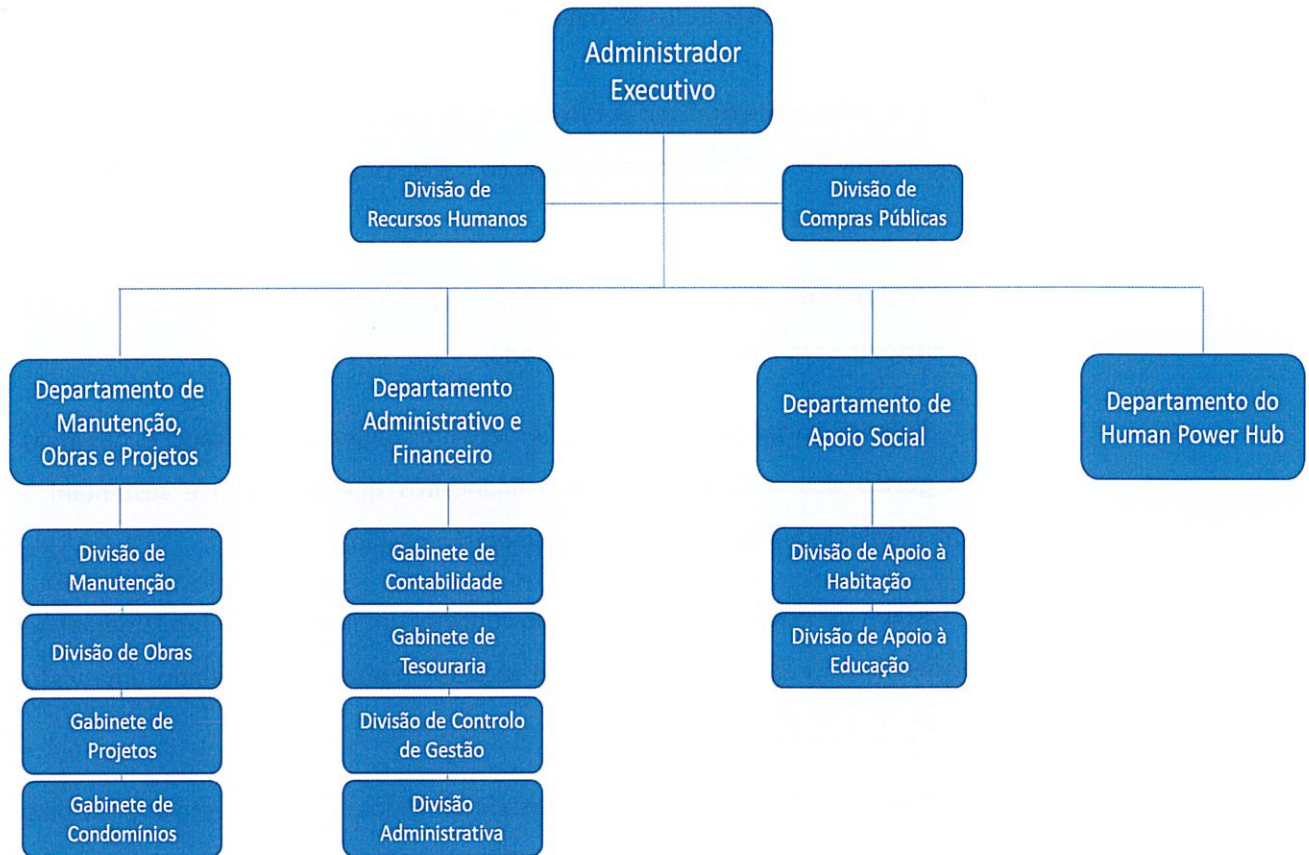 Administrador
Executivo
Divisão de
Recursos Humanos
Divisão de
Compras Públicas
Departamento de
Manutenção,
Obras e Projetos
Departamento
Administrativo e
Financeiro
Departamento de
Apoio Social
Departamento do
Human Power Hub
Divisão de
Manutenção
Divisão de Obras
Gabinete de
Projetos
Gabinete de
Condomínios
Gabinete de
Contabilidade
Gabinete de
Tesouraria
Divisão de Controlo
de Gestão
Divisão
Administrativa
Divisão de Apoio à
Habitação
Divisão de Apoio à
Educação